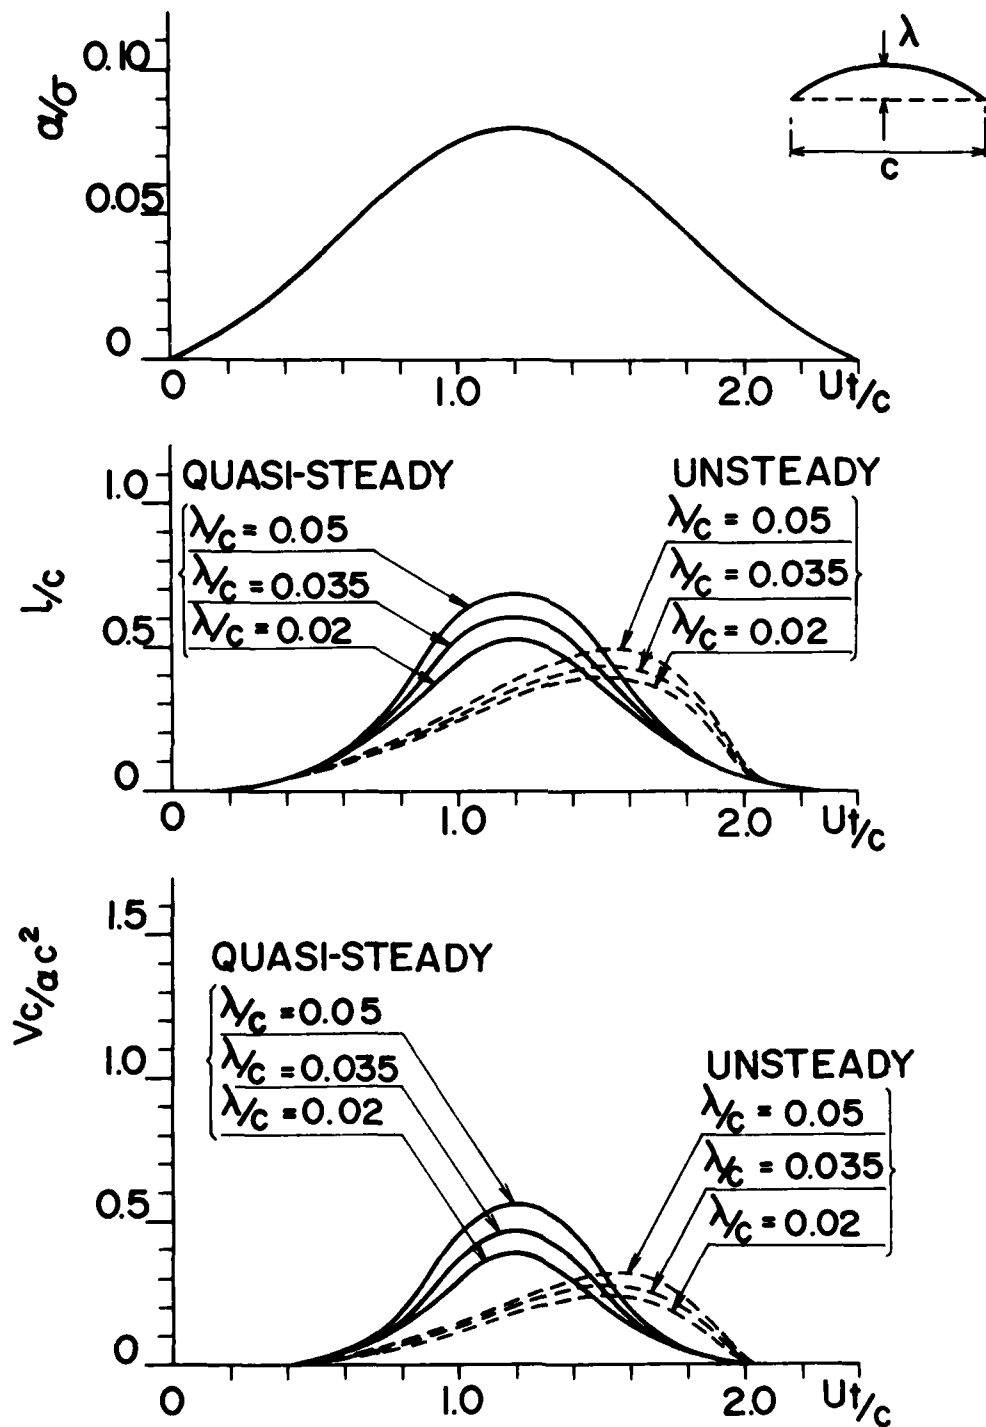 λ
c
α/σ
0.10
0.05
0
0 1.0 2.0 Ut/c
QUASI-STEADY
λ/c = 0.05
λ/c = 0.035
λ/c = 0.02
UNSTEADY
λ/c = 0.05
λ/c = 0.035
λ/c = 0.02
l/c
1.0
0.5
0
0 1.0 2.0 Ut/c
Vc/ac²
1.5
1.0
0.5
0
QUASI-STEADY
λ/c = 0.05
λ/c = 0.035
λ/c = 0.02
UNSTEADY
λ/c = 0.05
λ/c = 0.035
λ/c = 0.02
0 1.0 2.0 Ut/c